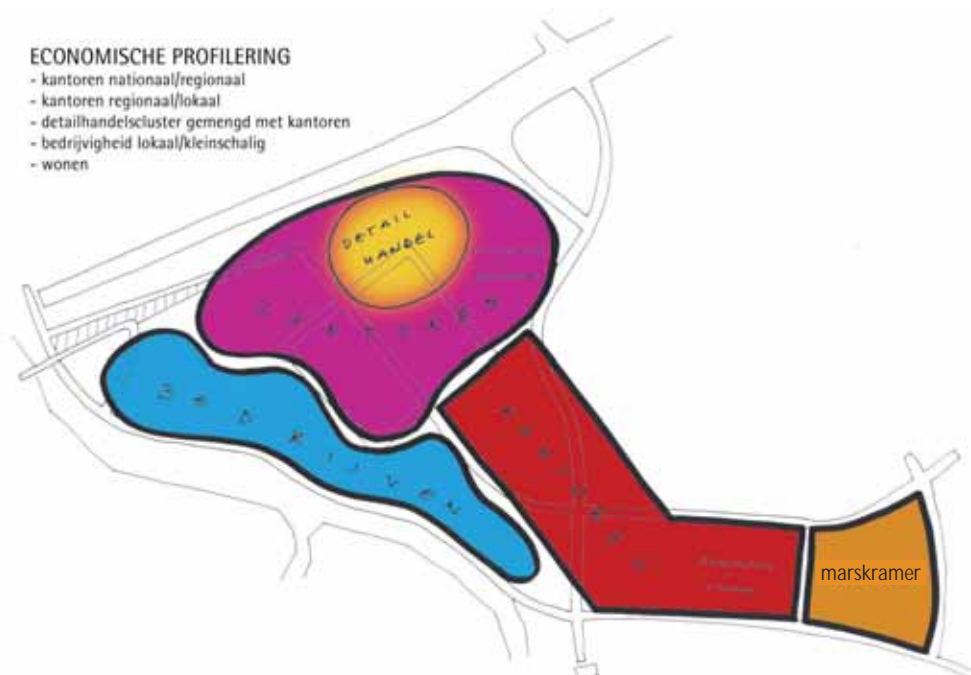 ECONOMISCHE PROFILERING
- kantoren nationaal/regionaal
- kantoren regionaal/lokaal
- detailhandelscluster gemengd met kantoren
- bedrijvigheid lokaal/kleinschalig
- wonen
DETAIL
HANDEL
KANTOREN
BEDRIJVEN
KANTOREN
marskramer